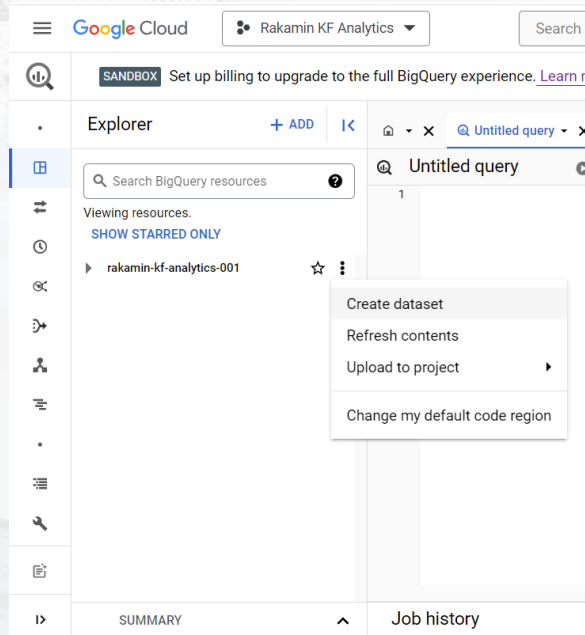 Google Cloud
Rakamin KF Analytics
Search
SANDBOX Set up billing to upgrade to the full BigQuery experience. Learn
Explorer
+ ADD
Untitled query
Search BigQuery resources
Untitled query
Viewing resources.
1
SHOW STARRED ONLY
rakamin-kf-analytics-001
Create dataset
Refresh contents
Upload to project
Change my default code region
SUMMARY
Job history